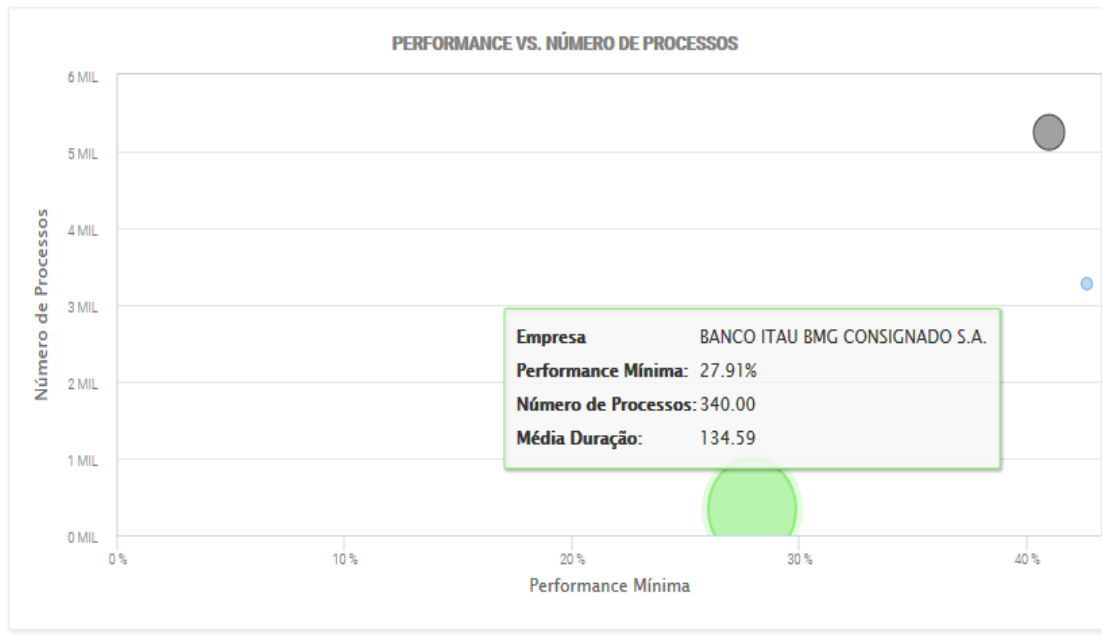 PERFORMANCE VS. NÚMERO DE PROCESSOS
6 MIL
5 MIL
4 MIL
3 MIL
2 MIL
1 MIL
0 MIL
Número de Processos
Empresa BANCO ITAU BMG CONSIGNADO S.A.
Performance Mínima: 27.91%
Número de Processos: 340.00
Média Duração: 134.59
0 % 10 % 20 % 30 % 40 %
Performance Mínima